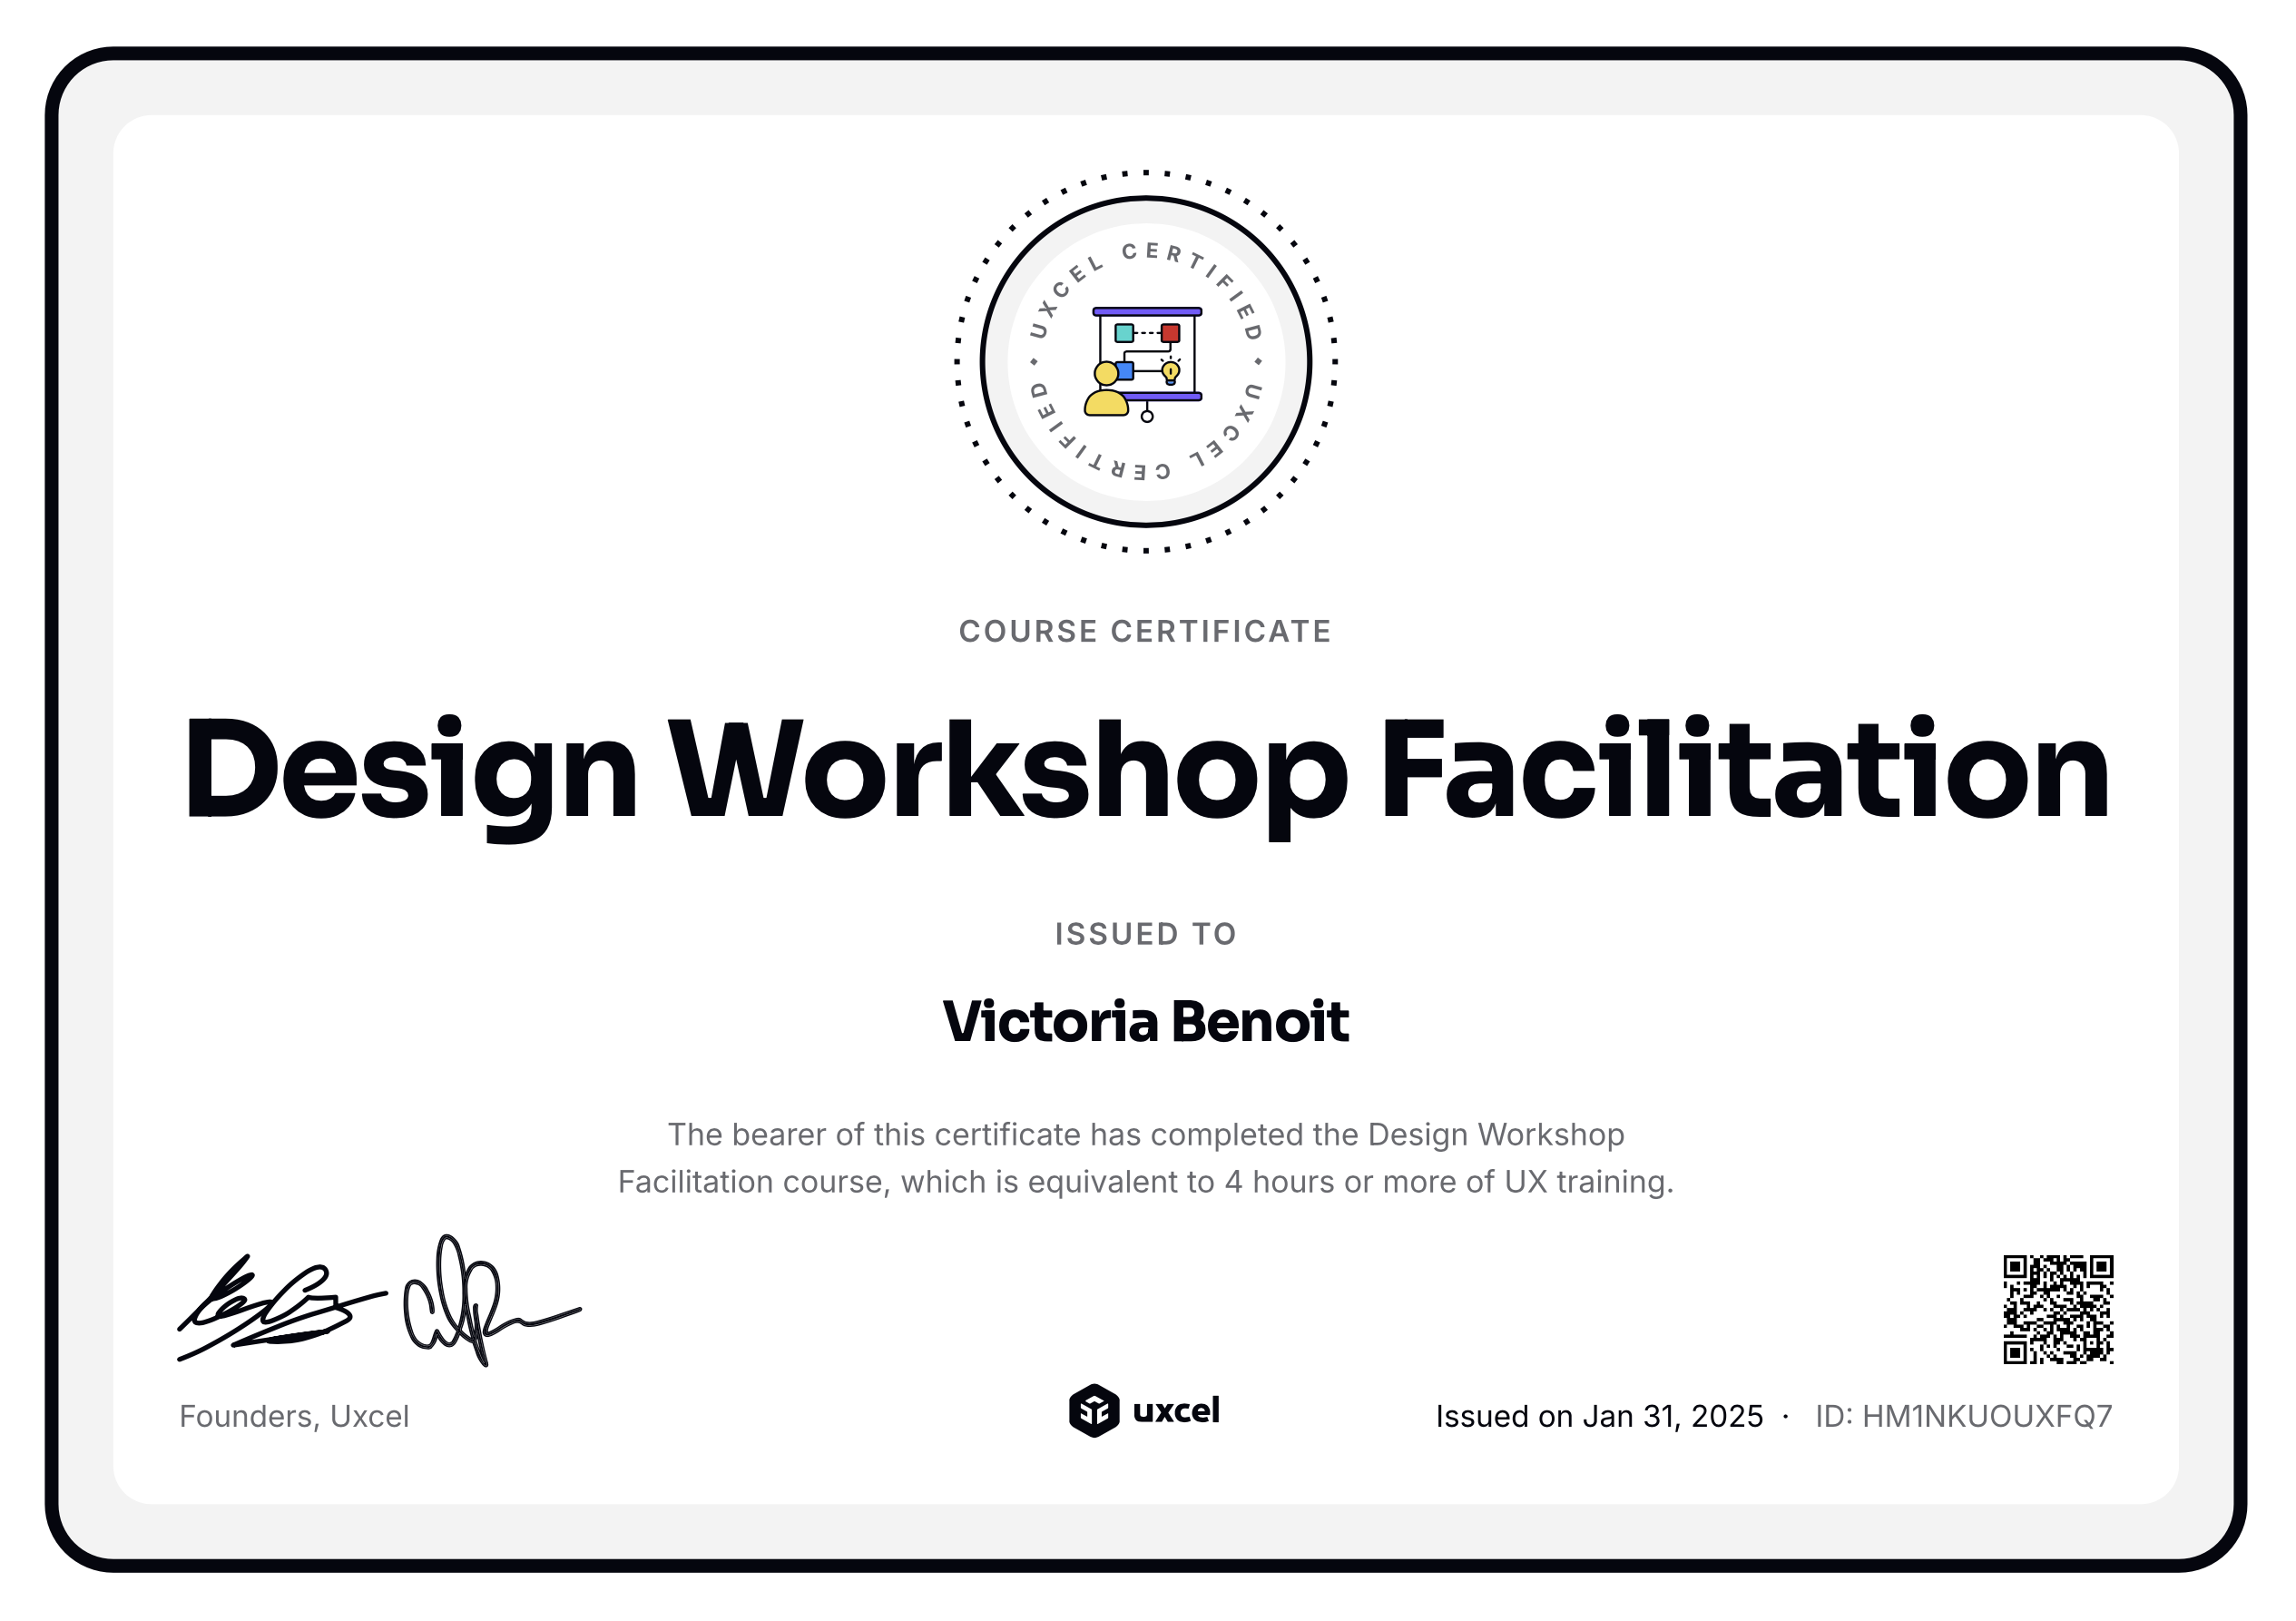 UXCEL CERTIFIED • UXCEL CERTIFIED •
COURSE CERTIFICATE
Design Workshop Facilitation
ISSUED TO
Victoria Benoit
The bearer of this certificate has completed the Design Workshop
Facilitation course, which is equivalent to 4 hours or more of UX training.
Founders, Uxcel
uxcel
Issued on Jan 31, 2025 · ID: HM1NKUOUXFQ7